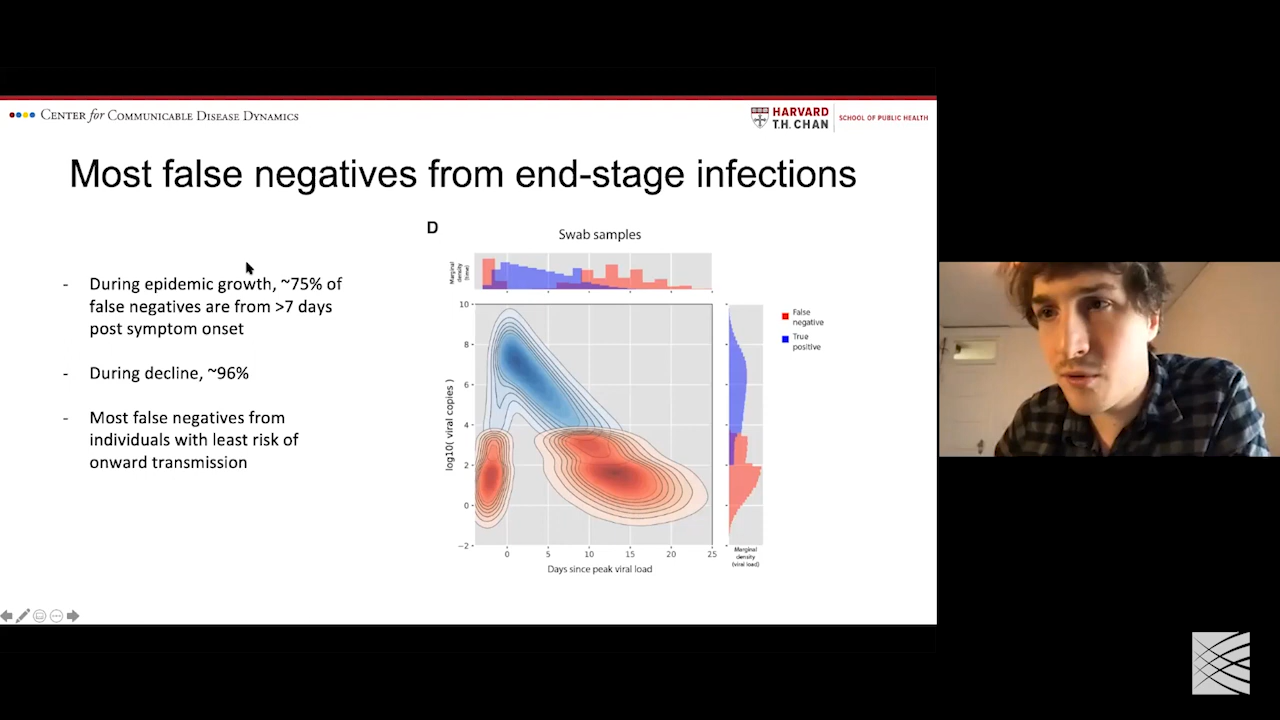 CENTER for COMMUNICABLE DISEASE DYNAMICS
HARVARD
T.H. CHAN
SCHOOL OF PUBLIC HEALTH
Most false negatives from end-stage infections
- During epidemic growth, ~75% of
false negatives are from >7 days
post symptom onset
- During decline, ~96%
- Most false negatives from
individuals with least risk of
onward transmission
D
Swab samples
Marginal
density
(time)
10
8
6
4
2
0
−2
log10( viral copies )
0 5 10 15 20 25
Days since peak viral load
Marginal
density
(viral load)
False
negative
True
positive